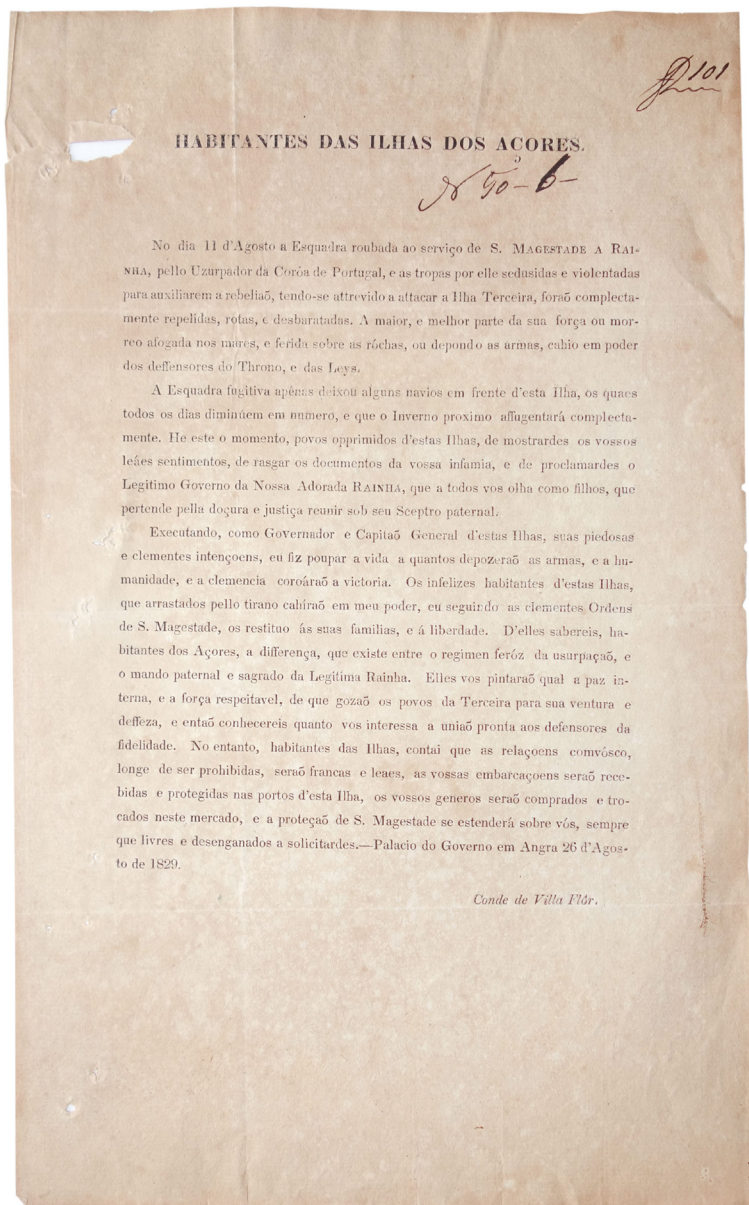 101
HABITANTES DAS ILHAS DOS AÇORES.
No dia 11 d'Agosto a Esquadra roubada ao serviço de S. MAGESTADE A RAI-
NHA, pello Uzurpador da Corôa de Portugal, e as tropas por elle sedusidas e violentadas
para auxiliarem a rebeliaõ, tendo-se attrevido a attacar a Ilha Terceira, foraõ complecta-
mente repelidas, rotas, e desbaratadas. A maior, e melhor parte da sua força ou mor-
reo afogada nos mares, e ferida sobre as róchas, ou depondo as armas, cahio em poder
dos deffensores do Throno, e das Leys.
A Esquadra fugitiva apênas deixou alguns navios em frente d'esta Ilha, os quaes
todos os dias diminúem em numero, e que o Inverno proximo affugentará complecta-
mente. He este o momento, povos opprimidos d'estas Ilhas, de mostrardes os vossos
leáes sentimentos, de rasgar os documentos da vossa infamia, e de proclamardes o
Legitimo Governo da Nossa Adorada RAINHA, que a todos vos olha como filhos, que
pertende pella doçura e justiça reunir sob seu Sceptro paternal.
Executando, como Governador e Capitaõ General d'estas Ilhas, suas piedosas
e clementes intençoens, eu fiz poupar a vida a quantos depozeraõ as armas, e a hu-
manidade, e a clemencia coroáraõ a victoria. Os infelizes habitantes d'estas Ilhas,
que arrastados pello tirano cahíraõ em meu poder, eu seguindo as clementes Ordens
de S. Magestade, os restituo ás suas familias, e á liberdade. D'elles sabereis, ha-
bitantes dos Açores, a differença, que existe entre o regimen feróz da usurpaçaõ, e
o mando paternal e sagrado da Legitima Rainha. Elles vos pintaraõ qual a paz in-
terna, e a força respeitavel, de que gozaõ os povos da Terceira para sua ventura e
deffeza, e entaõ conhecereis quanto vos interessa a uniaõ pronta aos defensores da
fidelidade. No entanto, habitantes das Ilhas, contai que as relaçoens comvósco,
longe de ser prohibidas, seraõ francas e leaes, as vossas embarcaçoens seraõ rece-
bidas e protegidas nas portos d'esta Ilha, os vossos generos seraõ comprados e tro-
cados neste mercado, e a proteçaõ de S. Magestade se estenderá sobre vós, sempre
que livres e desenganados a solicitardes.—Palacio do Governo em Angra 26 d'Agos-
to de 1829.
Conde de Villa Flór.